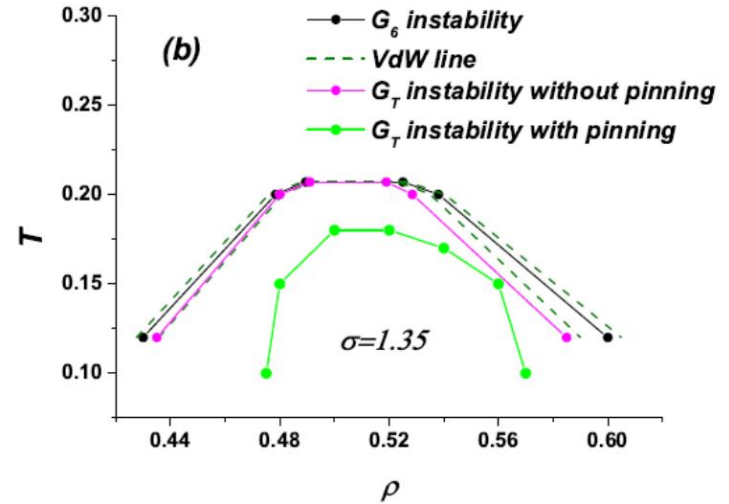 (b)
G6 instability
VdW line
GT instability without pinning
GT instability with pinning
T
0.30
0.25
0.20
0.15
0.10
σ=1.35
0.44 0.48 0.52 0.56 0.60
ρ